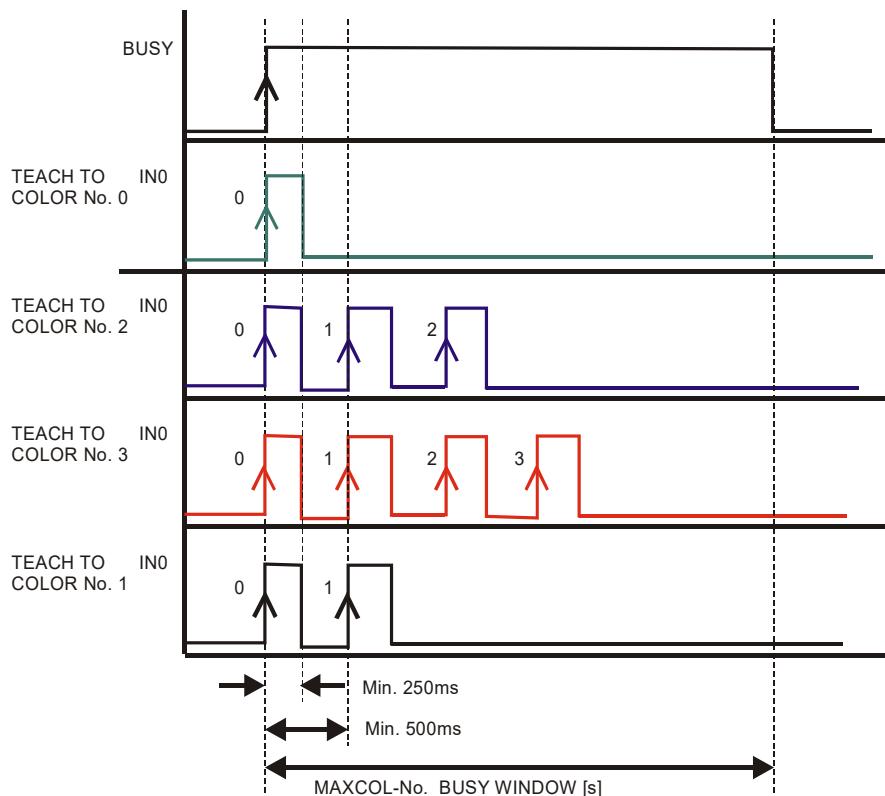 BUSY
TEACH TO IN0
COLOR No. 0
0
TEACH TO IN0
COLOR No. 2
0 1 2
TEACH TO IN0
COLOR No. 3
0 1 2 3
TEACH TO IN0
COLOR No. 1
0 1
Min. 250ms
Min. 500ms
MAXCOL-No. BUSY WINDOW [s]